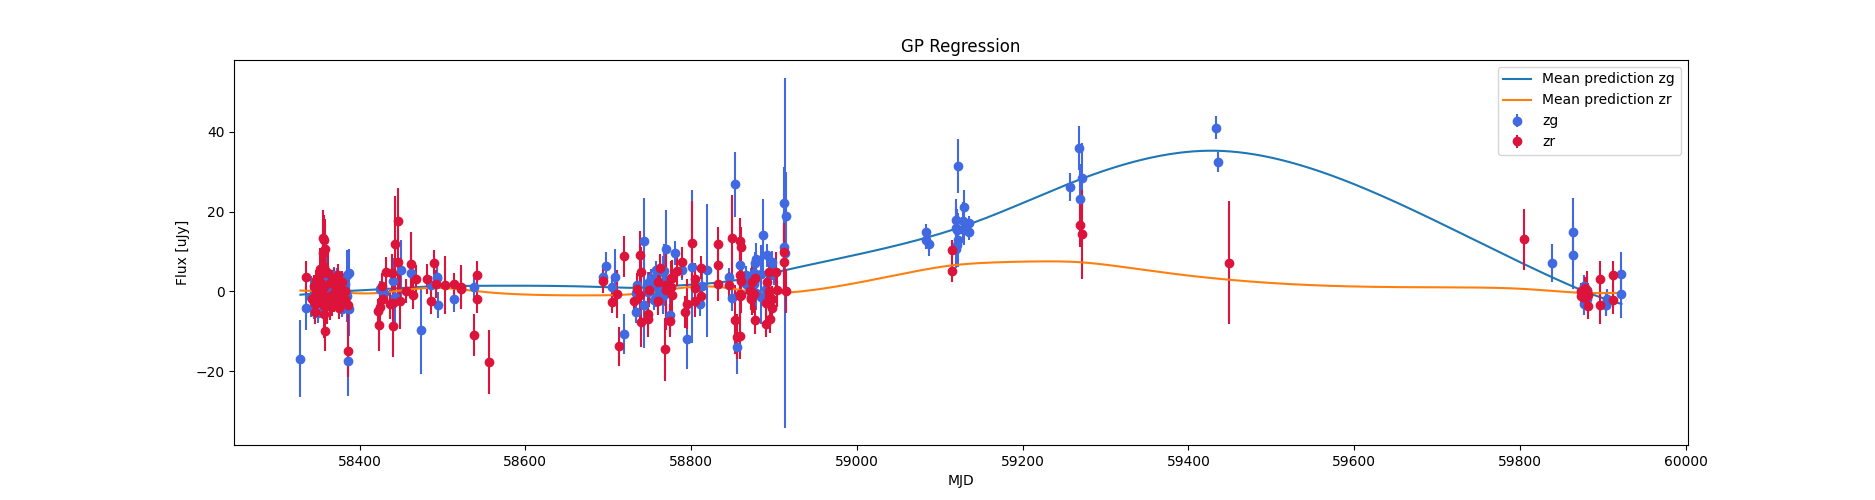 GP Regression
Flux [uJy]
40
20
0
−20
58400
58600
58800
59000
59200
59400
59600
59800
60000
MJD
Mean prediction zg
Mean prediction zr
zg
zr